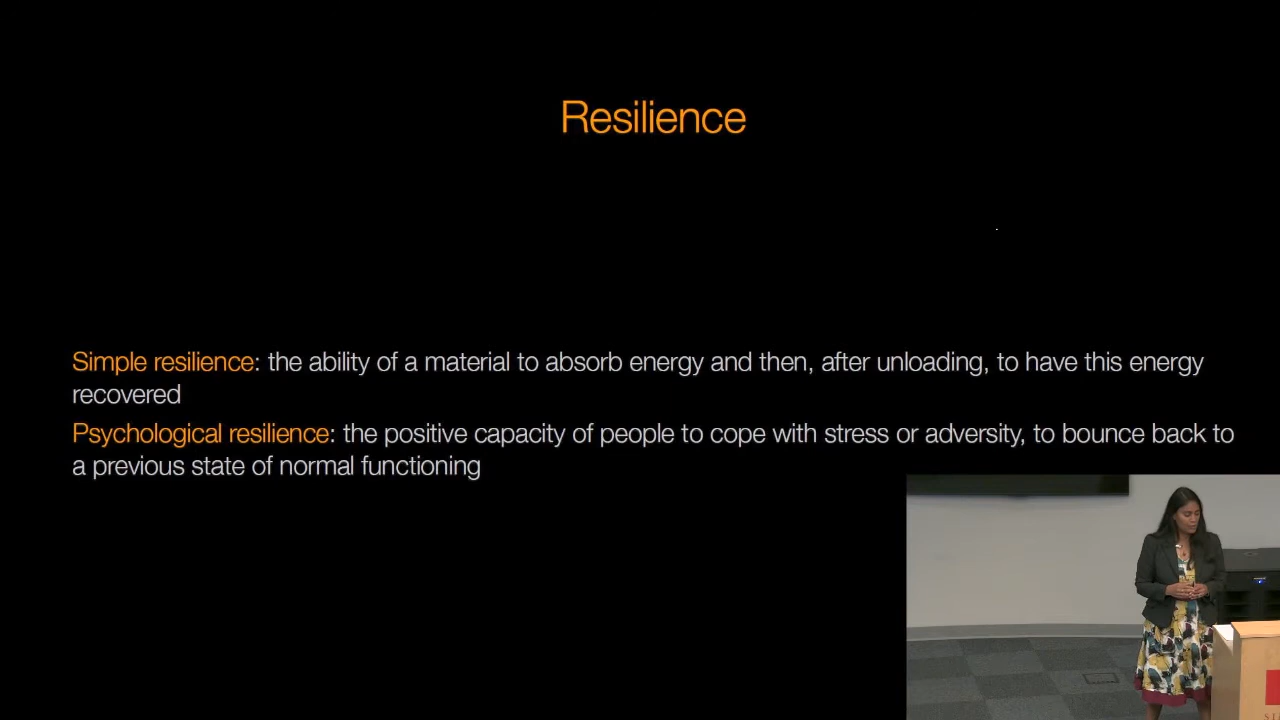 Resilience
Simple resilience: the ability of a material to absorb energy and then, after unloading, to have this energy
recovered
Psychological resilience: the positive capacity of people to cope with stress or adversity, to bounce back to
a previous state of normal functioning